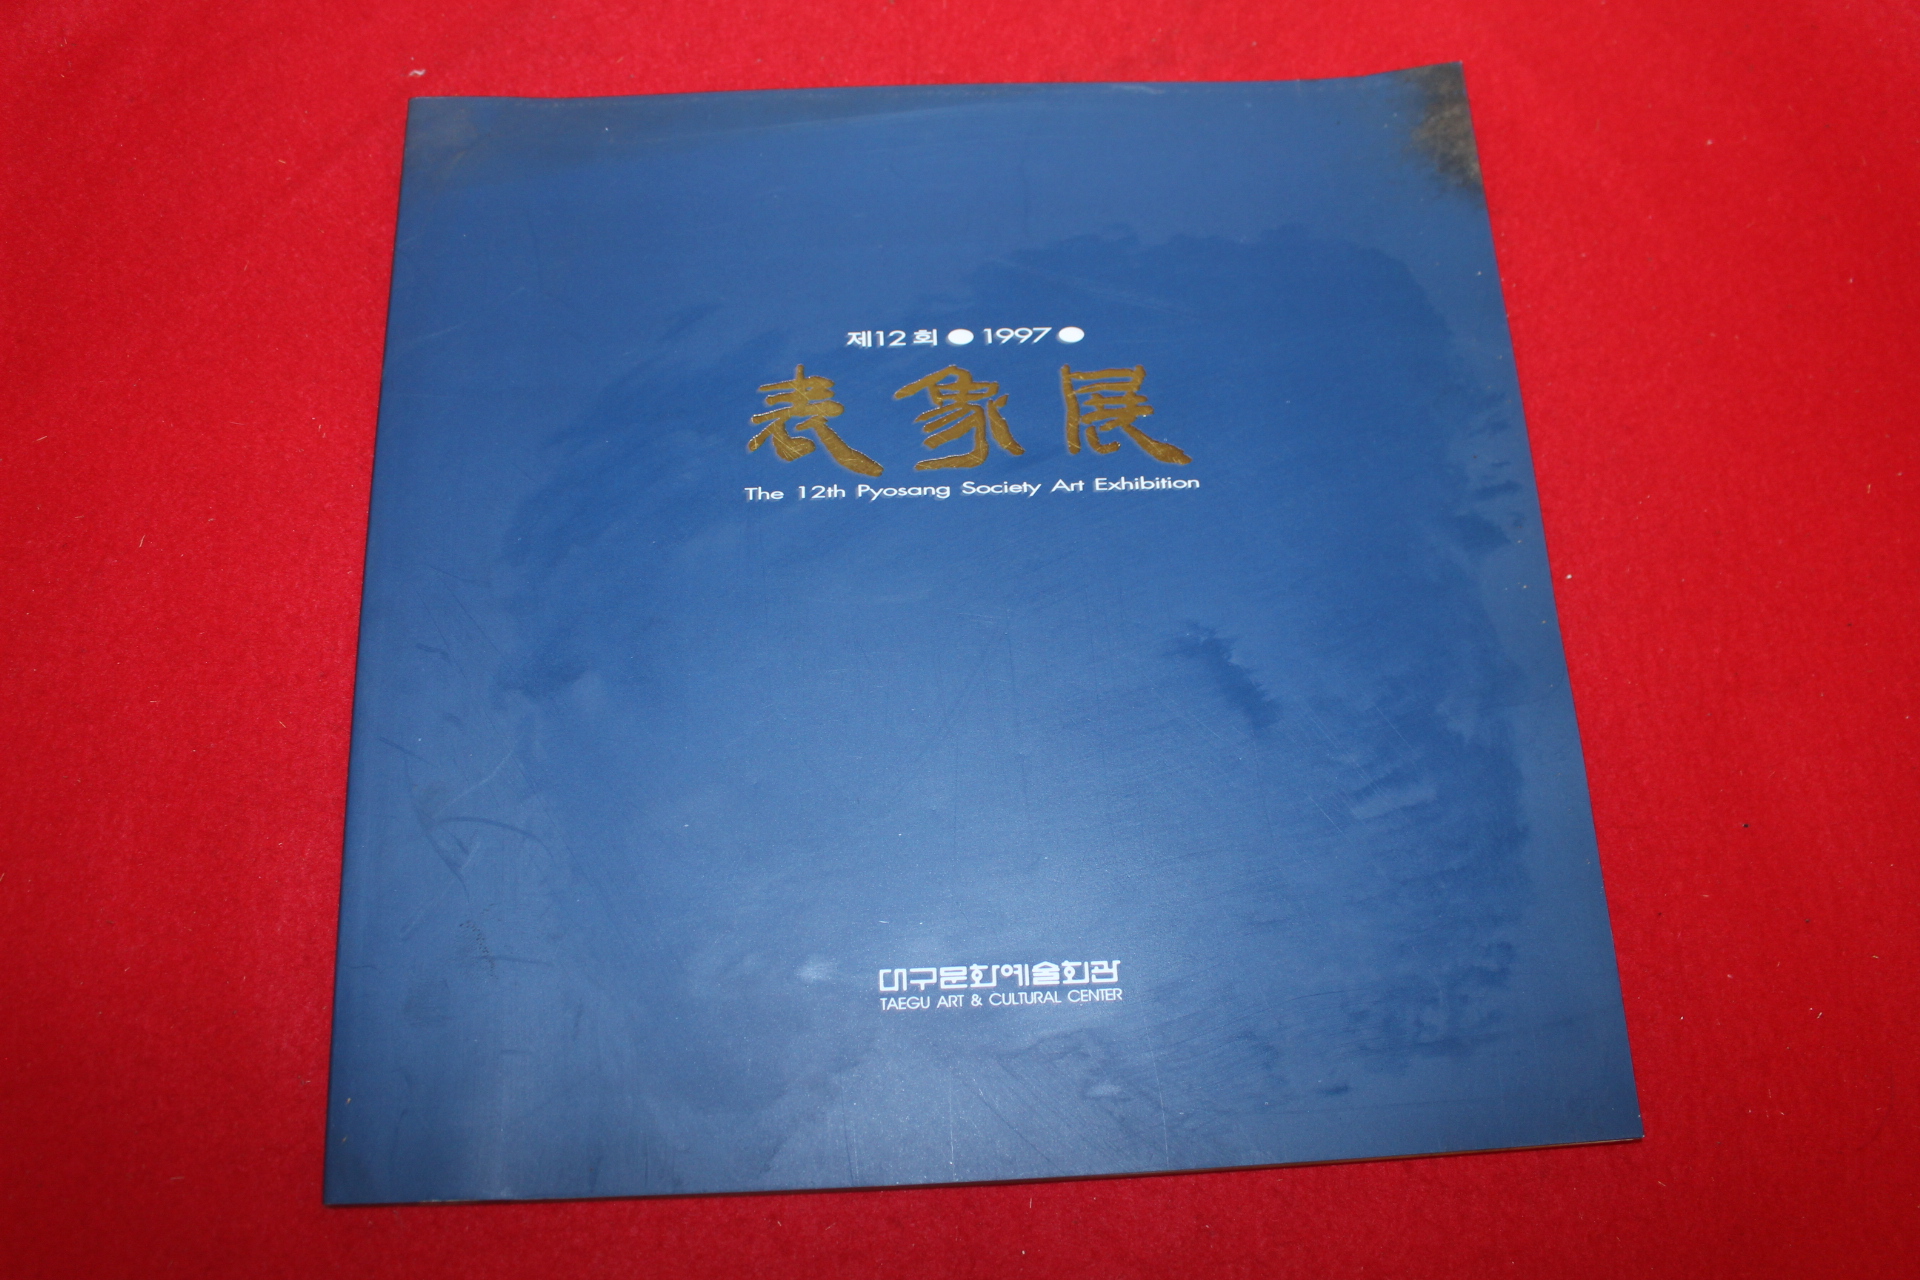 제12회 ● 1997 ●
表象展
The 12th Pyosang Society Art Exhibition
대구문화예술회관
TAEGU ART & CULTURAL CENTER